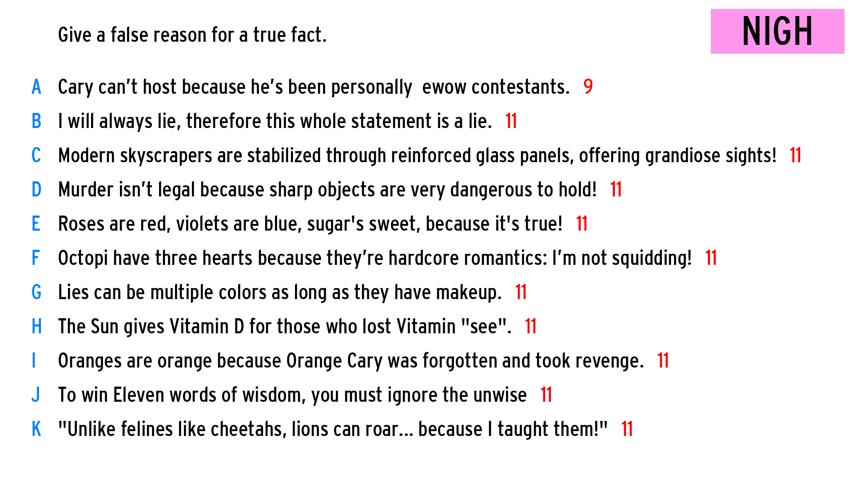 Give a false reason for a true fact.
NIGH
A Cary can't host because he's been personally  ewow contestants. 9
B I will always lie, therefore this whole statement is a lie. 11
C Modern skyscrapers are stabilized through reinforced glass panels, offering grandiose sights! 11
D Murder isn't legal because sharp objects are very dangerous to hold! 11
E Roses are red, violets are blue, sugar's sweet, because it's true! 11
F Octopi have three hearts because they're hardcore romantics: I'm not squidding! 11
G Lies can be multiple colors as long as they have makeup. 11
H The Sun gives Vitamin D for those who lost Vitamin "see". 11
I Oranges are orange because Orange Cary was forgotten and took revenge. 11
J To win Eleven words of wisdom, you must ignore the unwise 11
K "Unlike felines like cheetahs, lions can roar... because I taught them!" 11